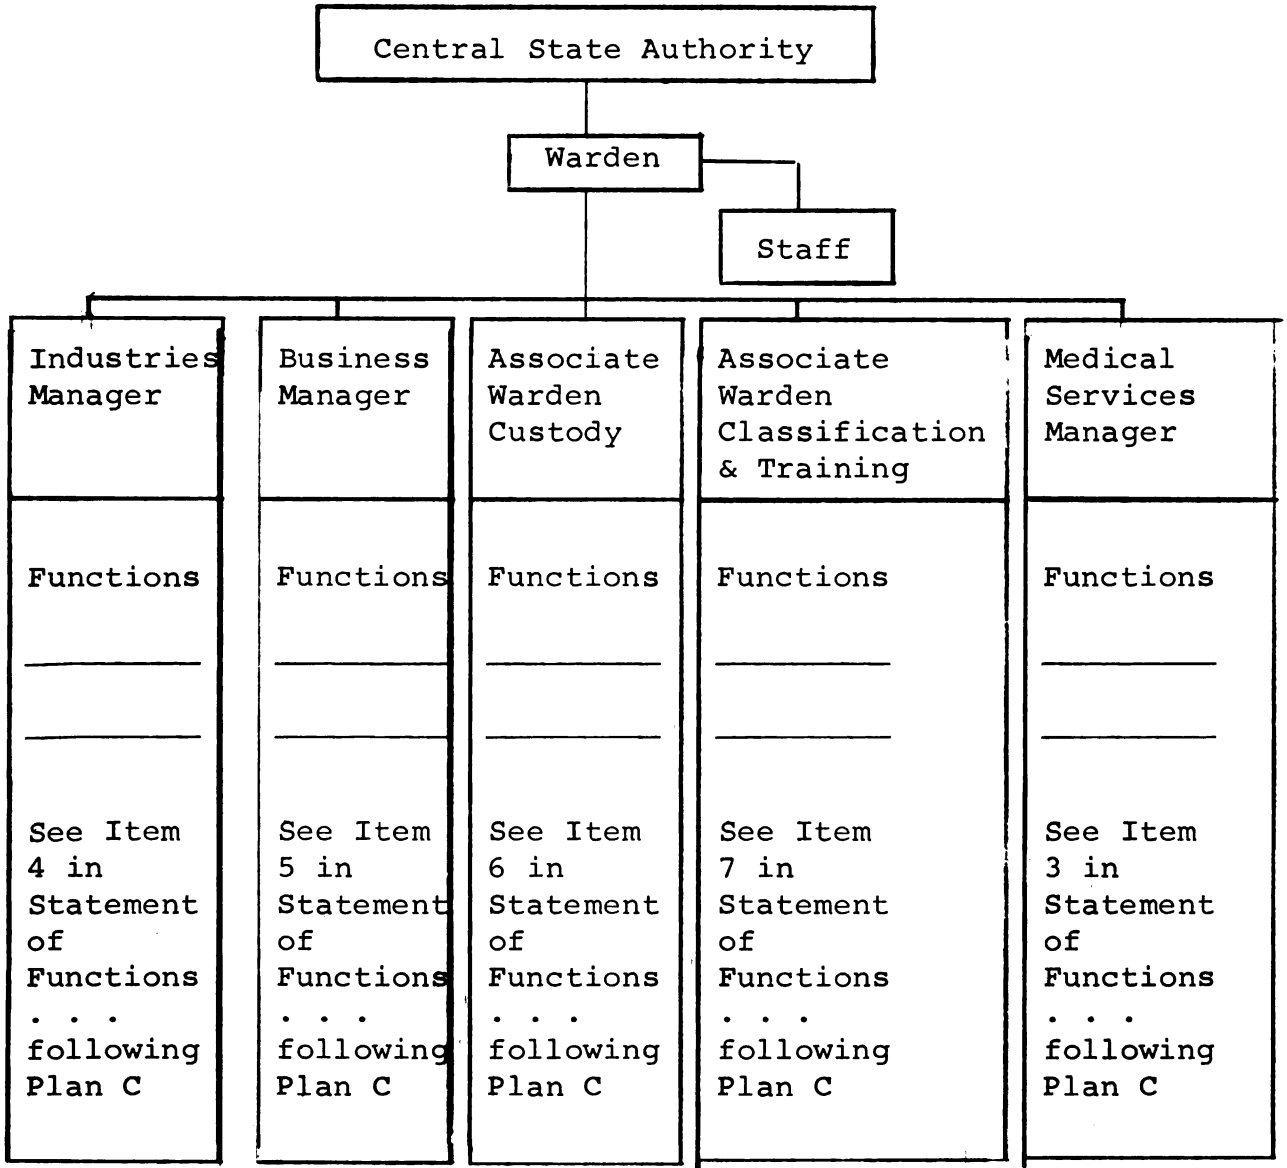 Central State Authority
Warden
Staff
Industries
Manager
Functions
See Item
4 in
Statement
of
Functions
. . .
following
Plan C
Business
Manager
Functions
See Item
5 in
Statement
of
Functions
. . .
following
Plan C
Associate
Warden
Custody
Functions
See Item
6 in
Statement
of
Functions
. . .
following
Plan C
Associate
Warden
Classification
& Training
Functions
See Item
7 in
Statement
of
Functions
. . .
following
Plan C
Medical
Services
Manager
Functions
See Item
3 in
Statement
of
Functions
. . .
following
Plan C